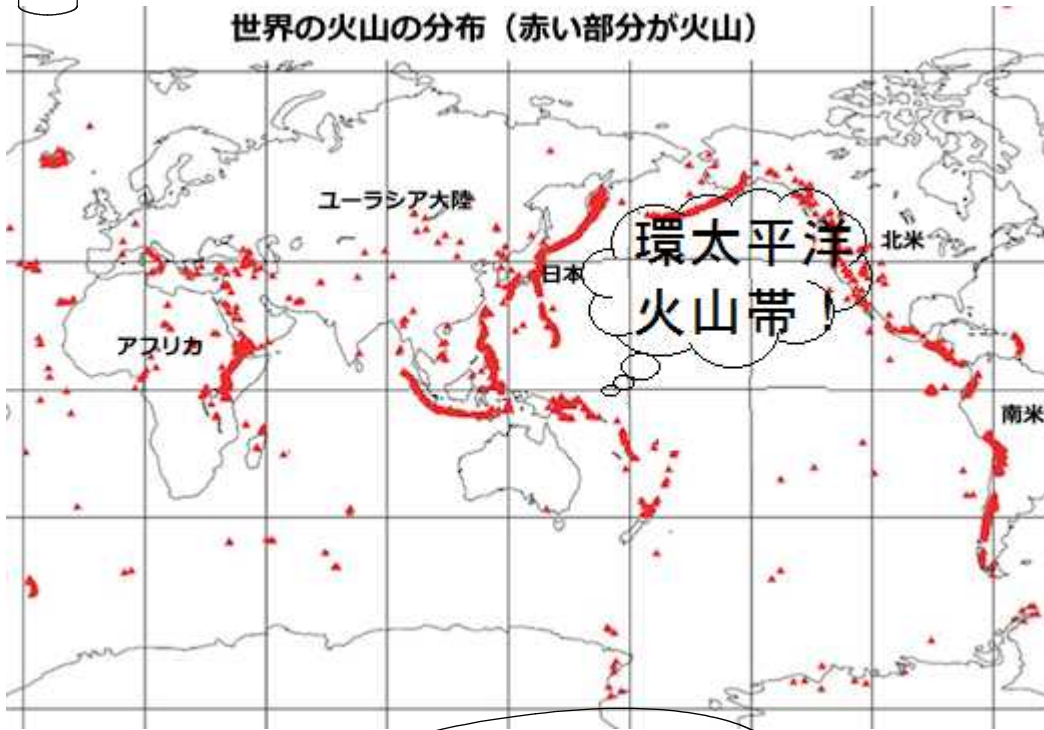 世界の火山の分布（赤い部分が火山）
ユーラシア大陸
環太平洋
火山帯！
北米
日本
アフリカ
南米